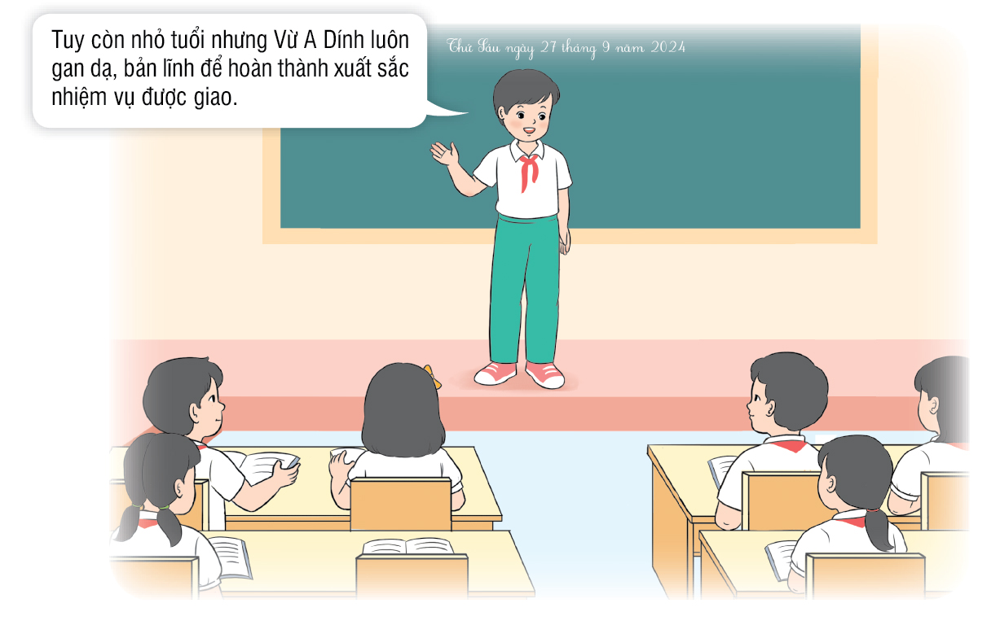 Tuy còn nhỏ tuổi nhưng Vừ A Dính luôn
gan dạ, bản lĩnh để hoàn thành xuất sắc
nhiệm vụ được giao.
Thứ Sáu ngày 27 tháng 9 năm 2024